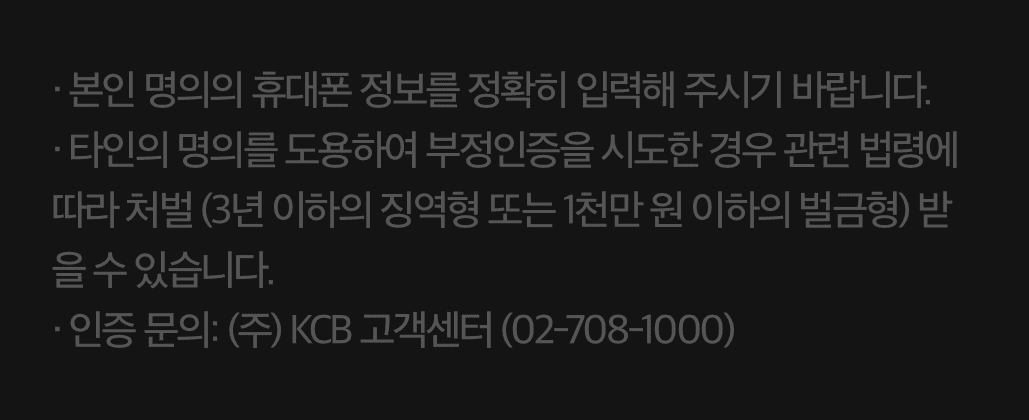 · 본인 명의의 휴대폰 정보를 정확히 입력해 주시기 바랍니다.
· 타인의 명의를 도용하여 부정인증을 시도한 경우 관련 법령에
따라 처벌 (3년 이하의 징역형 또는 1천만 원 이하의 벌금형) 받
을 수 있습니다.
· 인증 문의: (주) KCB 고객센터 (02-708-1000)